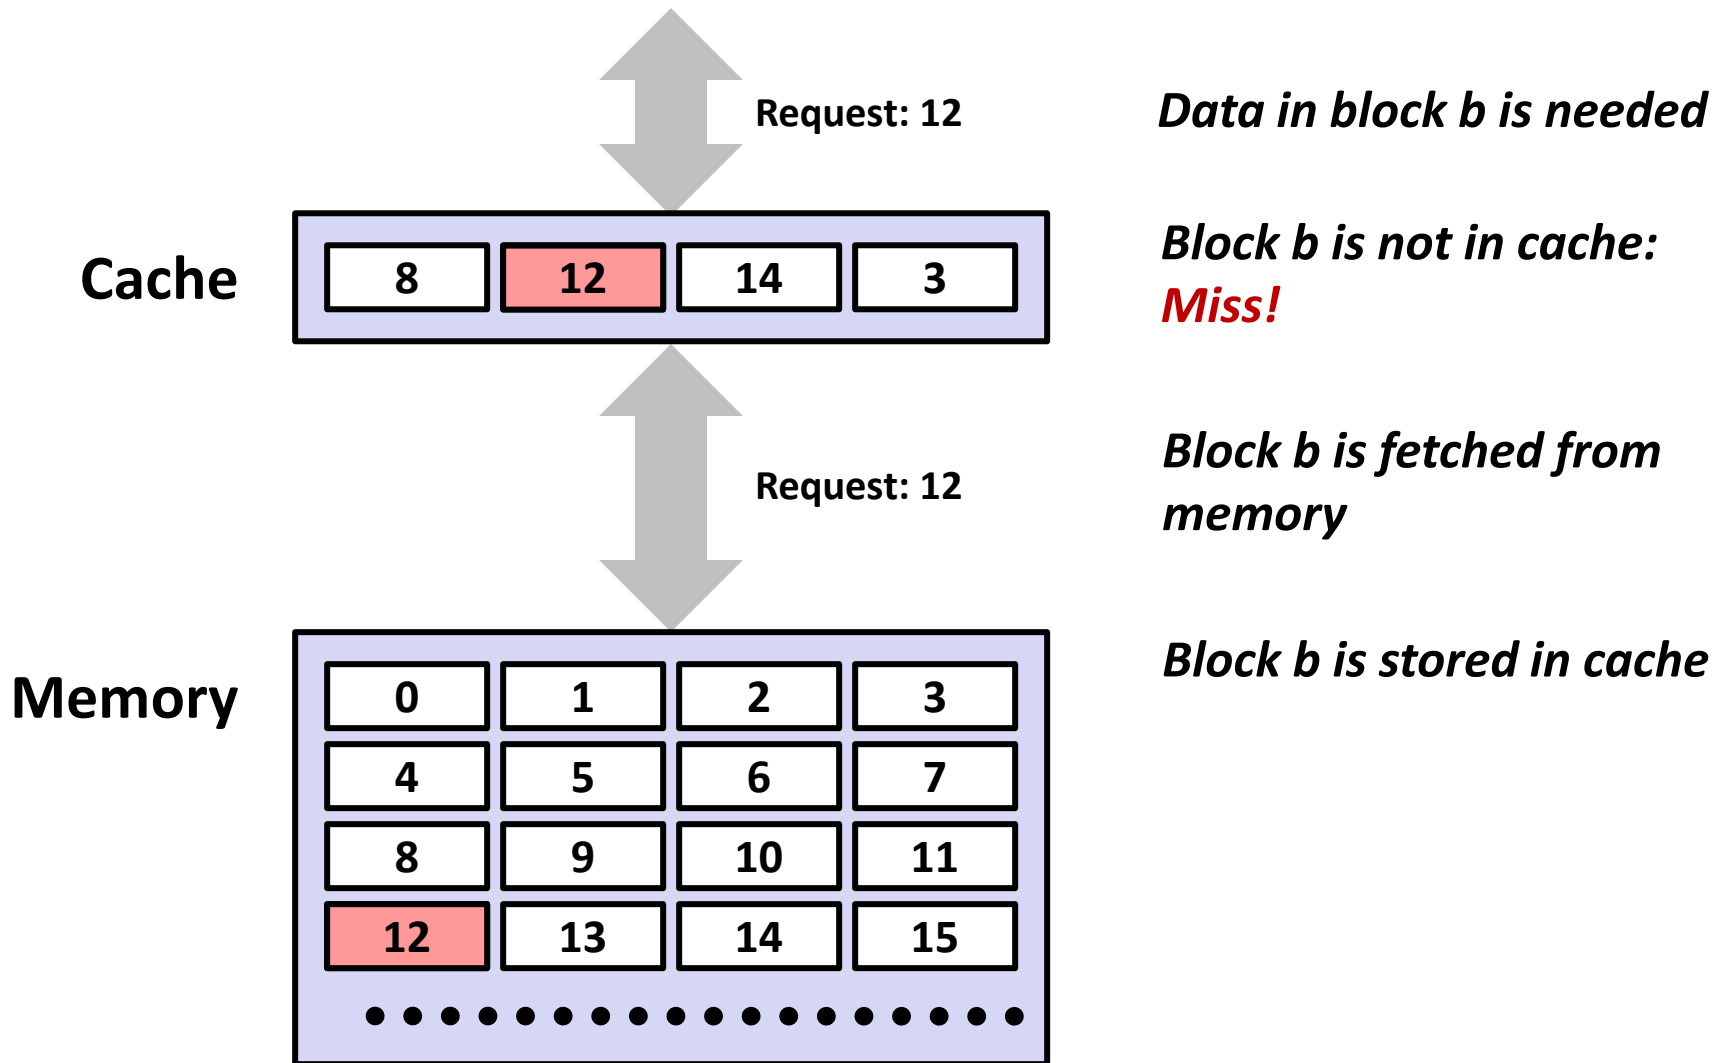 Request: 12
Data in block b is needed
Cache
8 12 14 3
Block b is not in cache:
Miss!
Request: 12
Block b is fetched from
memory
Memory
0 1 2 3
4 5 6 7
8 9 10 11
12 13 14 15
Block b is stored in cache